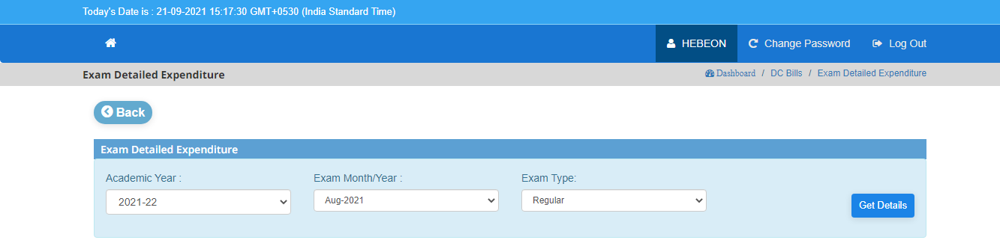 Today's Date is : 21-09-2021 15:17:30 GMT+0530 (India Standard Time)
HEBEON Change Password Log Out
Exam Detailed Expenditure Dashboard / DC Bills / Exam Detailed Expenditure
Back
Exam Detailed Expenditure
Academic Year : Exam Month/Year : Exam Type:
2021-22 Aug-2021 Regular Get Details